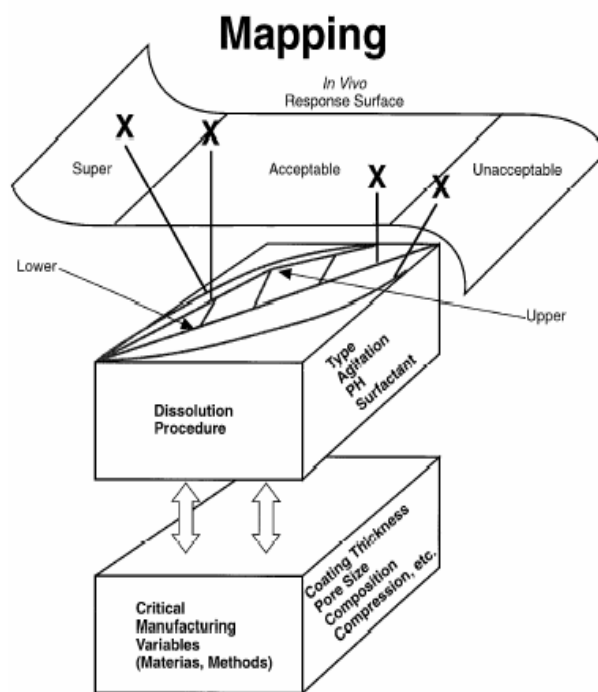 Mapping
In Vivo
Response Surface
X
X
Super
Acceptable
X
X
Unacceptable
Lower
Upper
Dissolution
Procedure
Type
Agitation
PH
Surfactant
Critical
Manufacturing
Variables
(Materias, Methods)
Coating Thickness
Pore Size
Composition
Compression, etc.